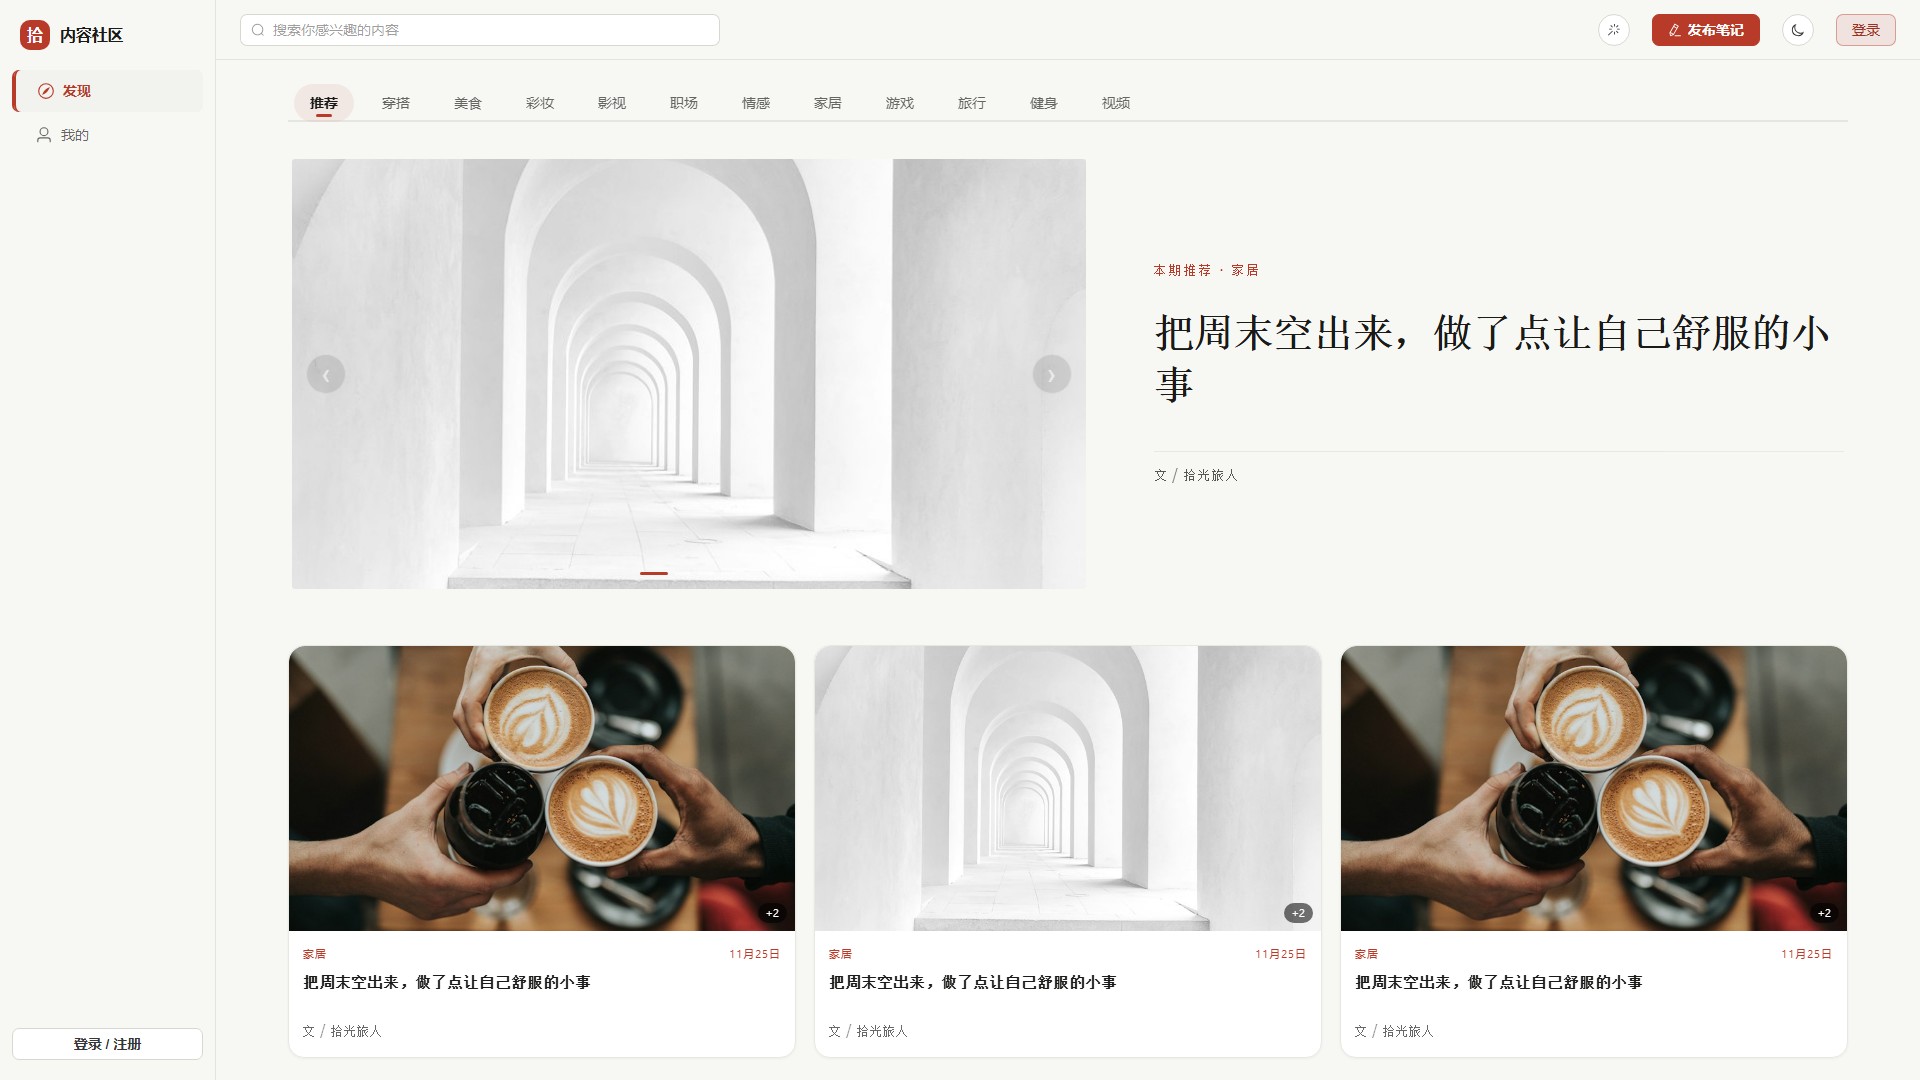 拾 内容社区
搜索你感兴趣的内容
发布笔记
登录
发现
我的
推荐 穿搭 美食 彩妆 影视 职场 情感 家居 游戏 旅行 健身 视频
本期推荐 · 家居
把周末空出来，做了点让自己舒服的小
事
文 / 拾光旅人
+2
家居 11月25日
把周末空出来，做了点让自己舒服的小事
文 / 拾光旅人
+2
家居 11月25日
把周末空出来，做了点让自己舒服的小事
文 / 拾光旅人
+2
家居 11月25日
把周末空出来，做了点让自己舒服的小事
文 / 拾光旅人
登录 / 注册